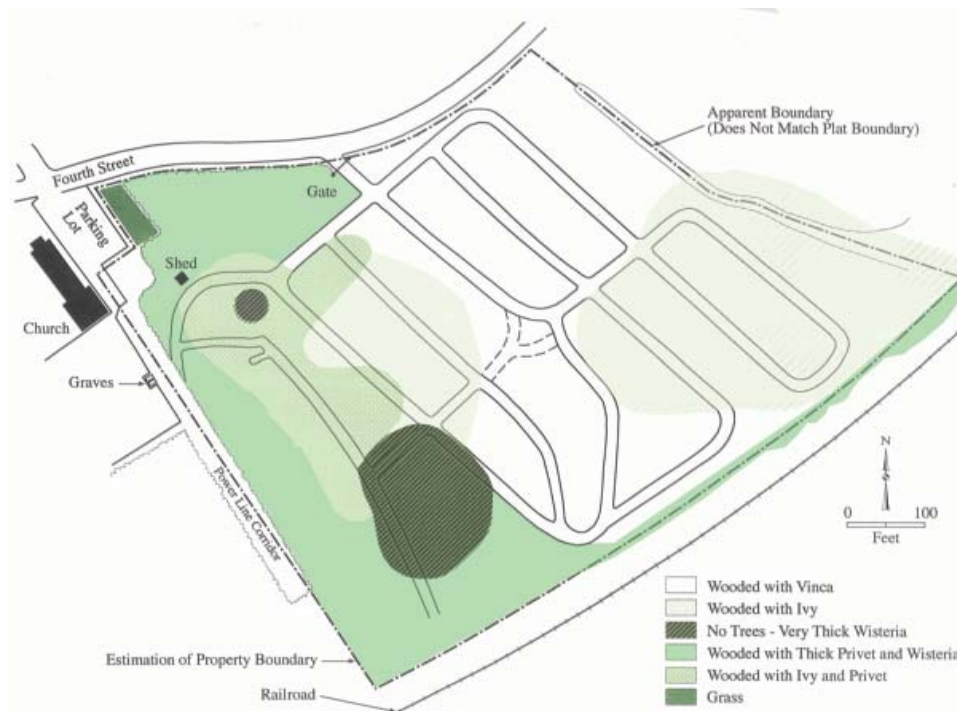 Apparent Boundary
(Does Not Match Plat Boundary)
Fourth Street
Gate
Parking
Lot
Shed
Church
Graves
Power Line Corridor
N
0 100
Feet
Wooded with Vinca
Wooded with Ivy
No Trees - Very Thick Wisteria
Wooded with Thick Privet and Wisteria
Wooded with Ivy and Privet
Grass
Estimation of Property Boundary
Railroad